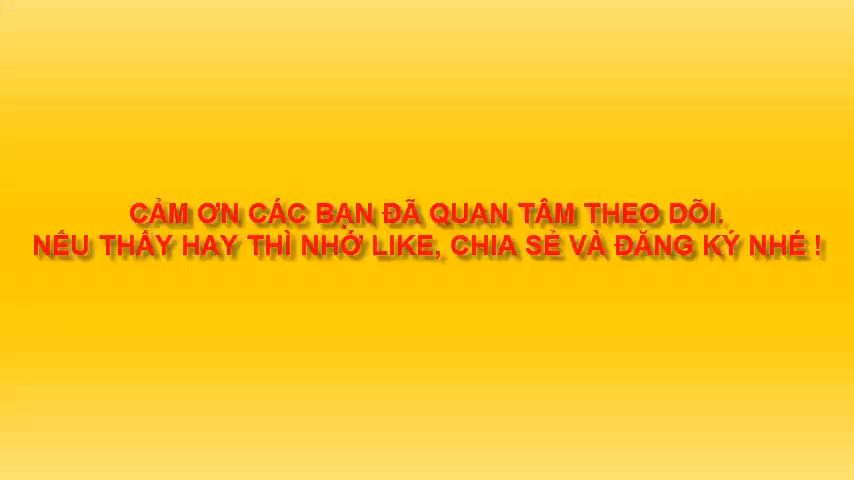 CẢM ƠN CÁC BẠN ĐÃ QUAN TÂM THEO DÕI.
NẾU THẤY HAY THÌ NHỚ LIKE, CHIA SẺ VÀ ĐĂNG KÝ NHÉ !